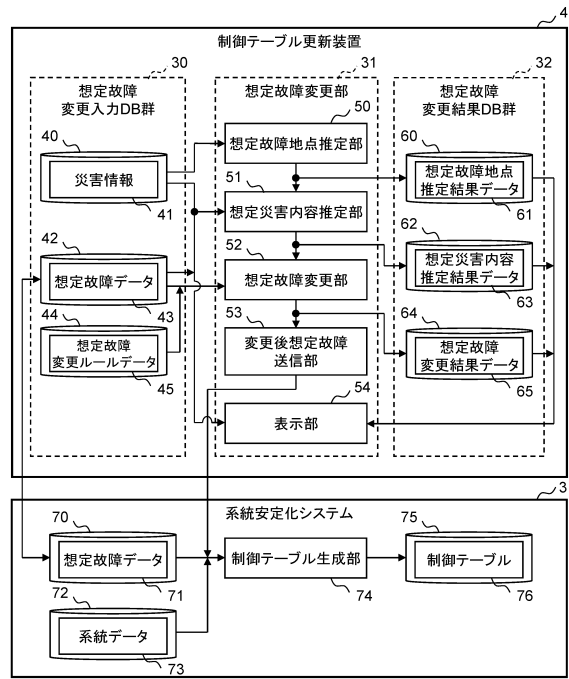 4
制御テーブル更新装置
30
想定故障
変更入力DB群
40
災害情報
41
42
想定故障データ
43
44
想定故障
変更ルールデータ
45
31
想定故障変更部
50
想定故障地点推定部
51
想定災害内容推定部
52
想定故障変更部
53
変更後想定故障
送信部
54
表示部
32
想定故障
変更結果DB群
60
想定故障地点
推定結果データ
61
62
想定災害内容
推定結果データ
63
64
想定故障
変更結果データ
65
3
系統安定化システム
70
想定故障データ
71
72
系統データ
73
制御テーブル生成部
74
75
制御テーブル
76